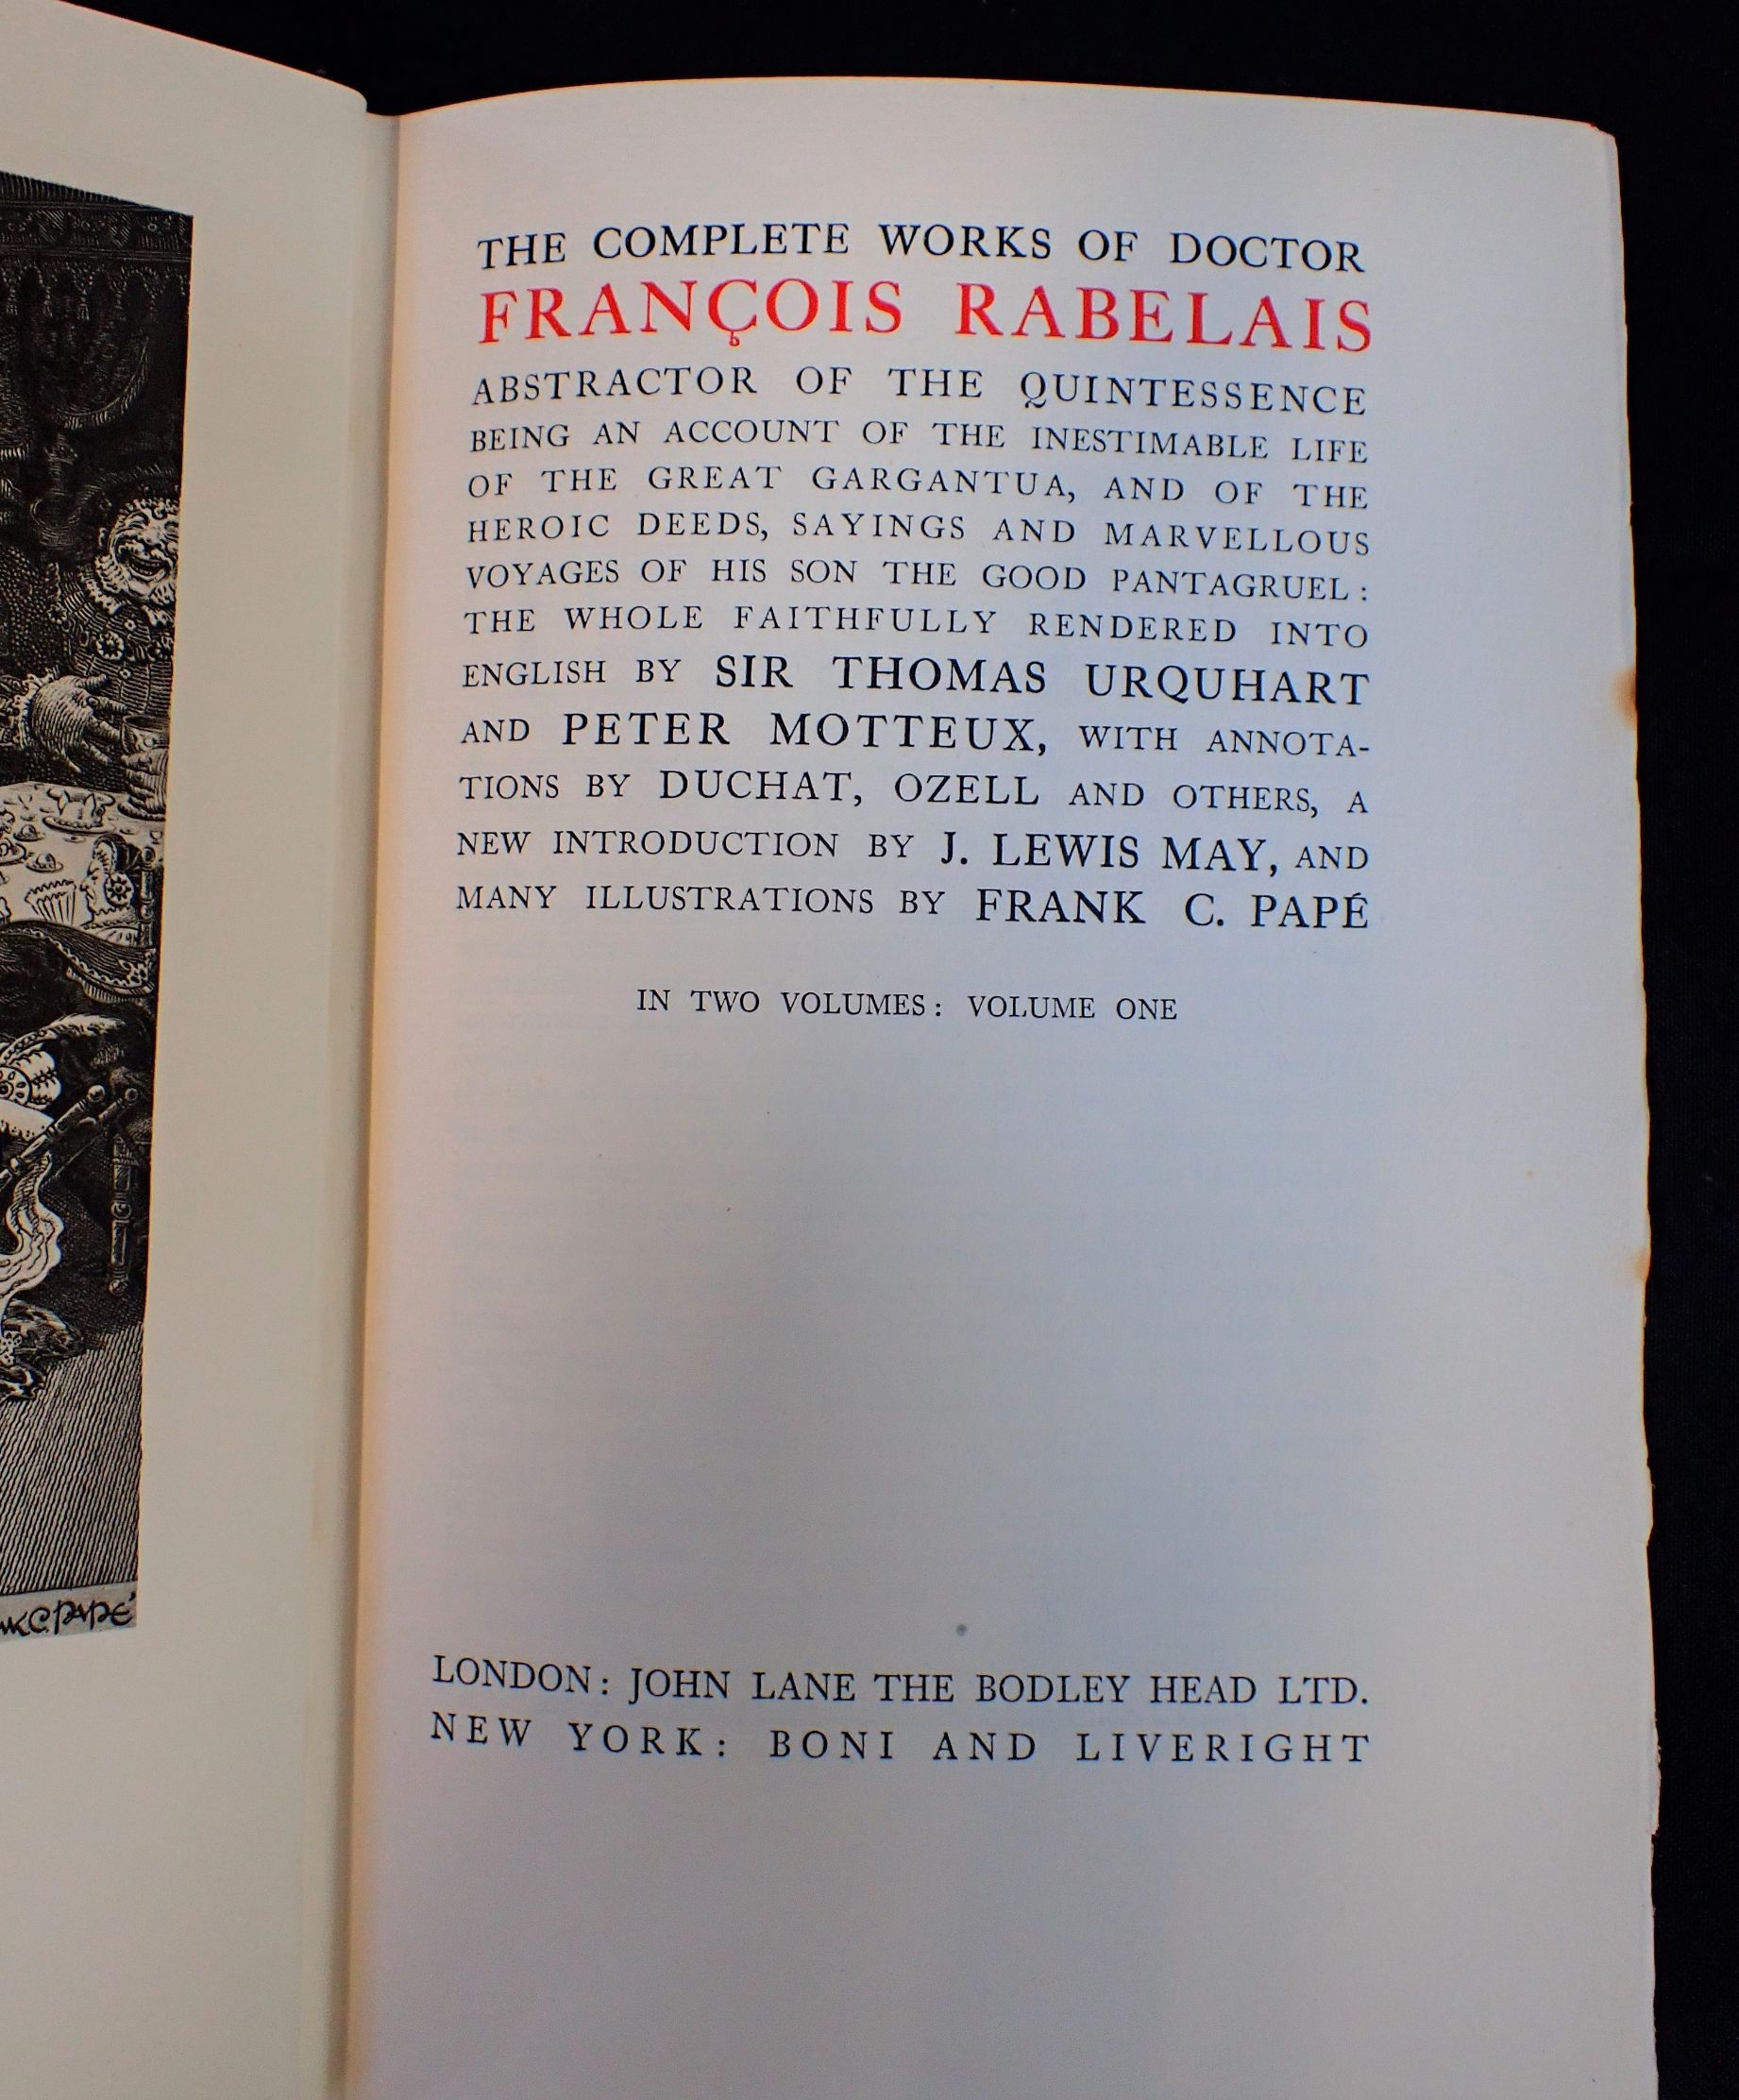 THE COMPLETE WORKS OF DOCTOR
FRANÇOIS RABELAIS
ABSTRACTOR OF THE QUINTESSENCE
BEING AN ACCOUNT OF THE INESTIMABLE LIFE
OF THE GREAT GARGANTUA, AND OF THE
HEROIC DEEDS, SAYINGS AND MARVELLOUS
VOYAGES OF HIS SON THE GOOD PANTAGRUEL:
THE WHOLE FAITHFULLY RENDERED INTO
ENGLISH BY SIR THOMAS URQUHART
AND PETER MOTTEUX, WITH ANNOTA-
TIONS BY DUCHAT, OZELL AND OTHERS, A
NEW INTRODUCTION BY J. LEWIS MAY, AND
MANY ILLUSTRATIONS BY FRANK C. PAPÉ
IN TWO VOLUMES: VOLUME ONE
LONDON: JOHN LANE THE BODLEY HEAD LTD.
NEW YORK: BONI AND LIVERIGHT
C. PAPÉ